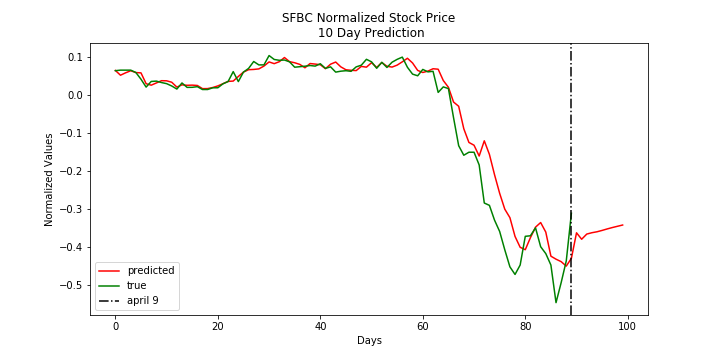 SFBC Normalized Stock Price
10 Day Prediction
Normalized Values
0.1
0.0
−0.1
−0.2
−0.3
−0.4
−0.5
predicted
true
april 9
0
20
40
60
80
100
Days